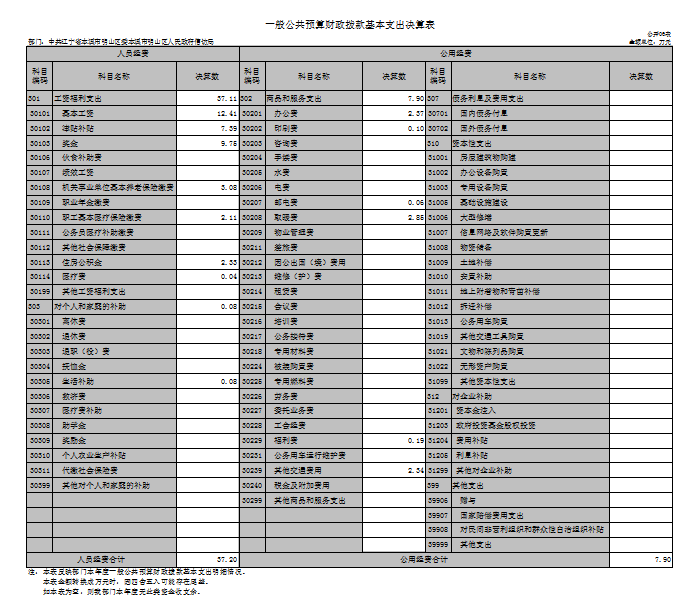 一般公共预算财政拨款基本支出决算表
公开06表
部门：中共辽宁省本溪市明山区委本溪市明山区人民政府信访局 金额单位：万元
人员经费 公用经费
科目编码 科目名称 决算数 科目编码 科目名称 决算数 科目编码 科目名称 决算数
301 工资福利支出 37.11 302 商品和服务支出 7.90 307 债务利息及费用支出
30101 基本工资 12.41 30201 办公费 2.37 30701 国内债务付息
30102 津贴补贴 7.39 30202 印刷费 0.10 30702 国外债务付息
30103 奖金 9.75 30203 咨询费 310 资本性支出
30106 伙食补助费 30204 手续费 31001 房屋建筑物购建
30107 绩效工资 30205 水费 31002 办公设备购置
30108 机关事业单位基本养老保险缴费 3.08 30206 电费 31003 专用设备购置
30109 职业年金缴费 30207 邮电费 0.06 31005 基础设施建设
30110 职工基本医疗保险缴费 2.11 30208 取暖费 2.85 31006 大型修缮
30111 公务员医疗补助缴费 30209 物业管理费 31007 信息网络及软件购置更新
30112 其他社会保障缴费 30211 差旅费 31008 物资储备
30113 住房公积金 2.33 30212 因公出国（境）费用 31009 土地补偿
30114 医疗费 0.04 30213 维修（护）费 31010 安置补助
30199 其他工资福利支出 30214 租赁费 31011 地上附着物和青苗补偿
303 对个人和家庭的补助 0.08 30215 会议费 31012 拆迁补偿
30301 离休费 30216 培训费 31013 公务用车购置
30302 退休费 30217 公务接待费 31019 其他交通工具购置
30303 退职（役）费 30218 专用材料费 31021 文物和陈列品购置
30304 抚恤金 30224 被装购置费 31022 无形资产购置
30305 生活补助 0.08 30225 专用燃料费 31099 其他资本性支出
30306 救济费 30226 劳务费 312 对企业补助
30307 医疗费补助 30227 委托业务费 31201 资本金注入
30308 助学金 30228 工会经费 31203 政府投资基金股权投资
30309 奖励金 30229 福利费 0.19 31204 费用补贴
30310 个人农业生产补贴 30231 公务用车运行维护费 31205 利息补贴
30311 代缴社会保险费 30239 其他交通费用 2.34 31299 其他对企业补助
30399 其他对个人和家庭的补助 30240 税金及附加费用 399 其他支出
30299 其他商品和服务支出 39906 赠与
39907 国家赔偿费用支出
39908 对民间非营利组织和群众性自治组织补贴
39999 其他支出
人员经费合计 37.20 公用经费合计 7.90
注：本表反映部门本年度一般公共预算财政拨款基本支出明细情况。
本表金额转换成万元时，因四舍五入可能存在尾差。
如本表为空，则我部门本年度无此类资金收支余。